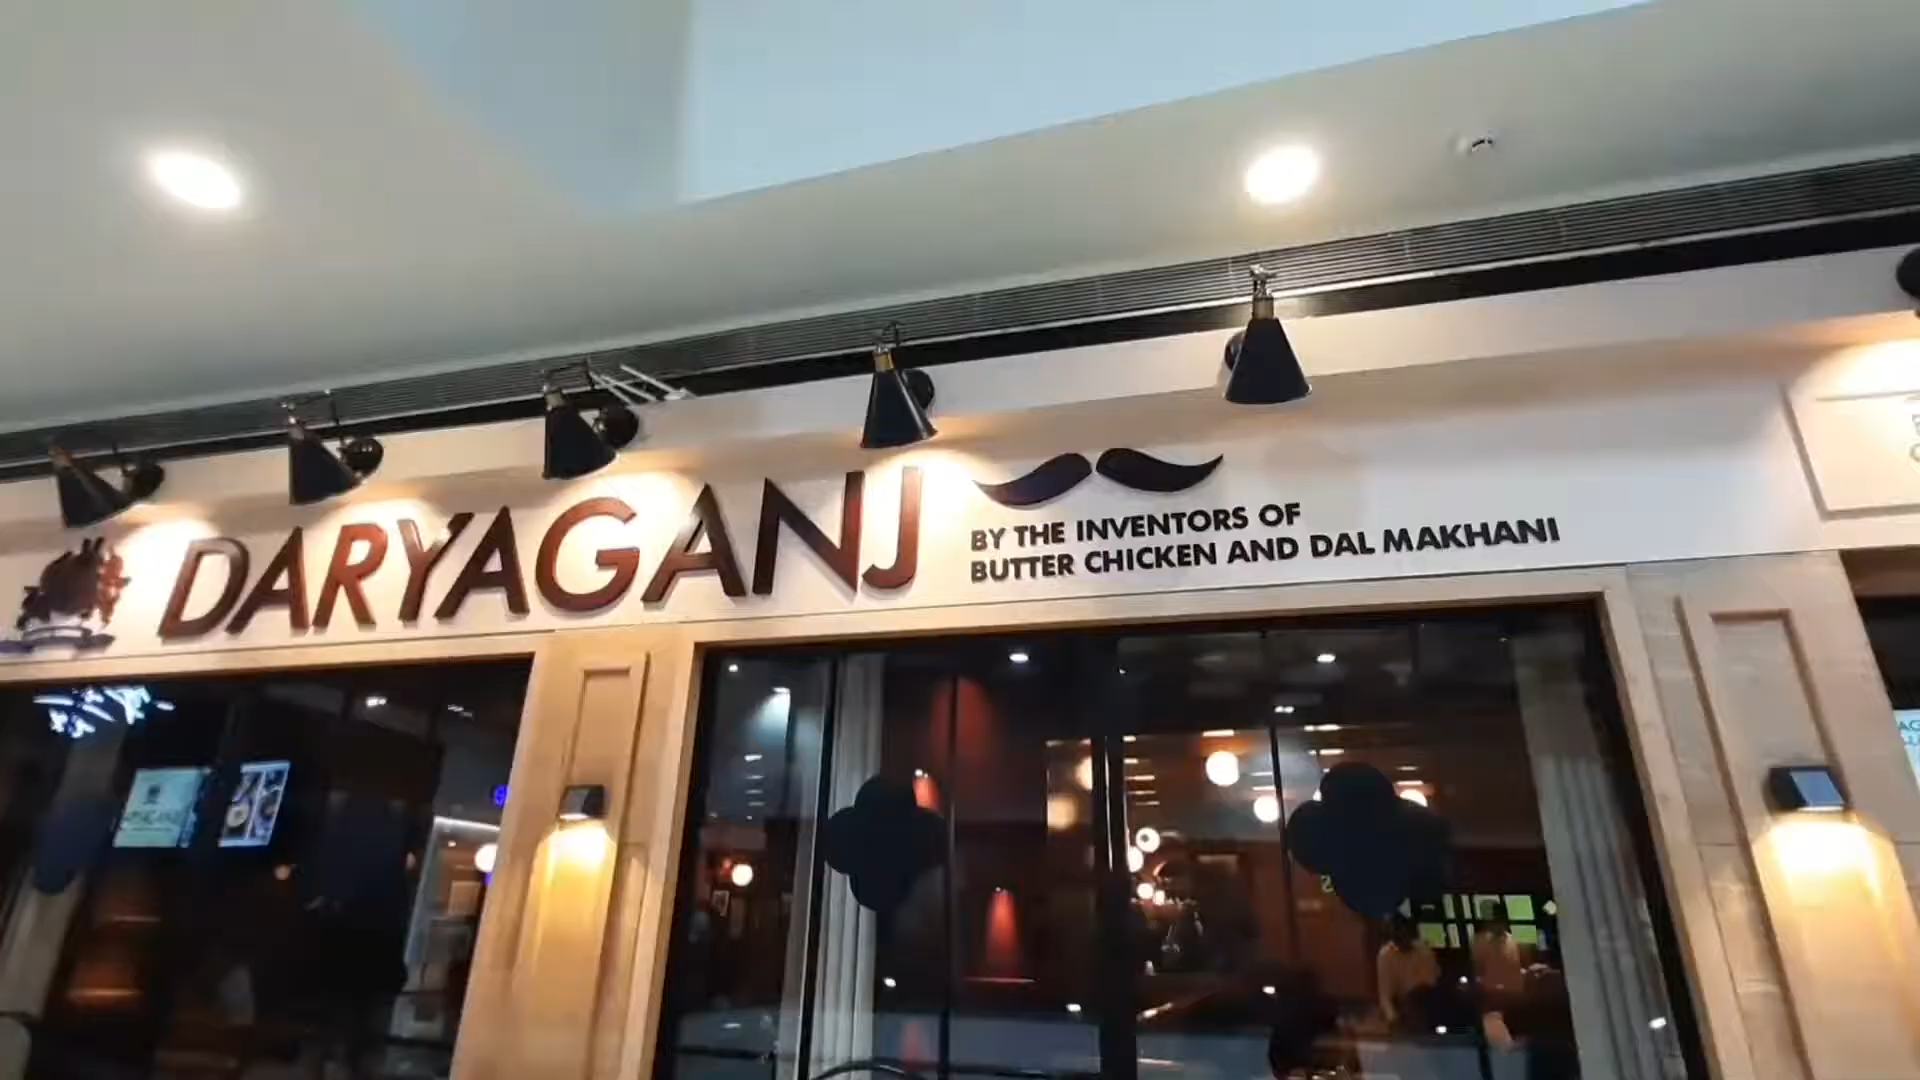 DARYAGANJ
BY THE INVENTORS OF
BUTTER CHICKEN AND DAL MAKHANI